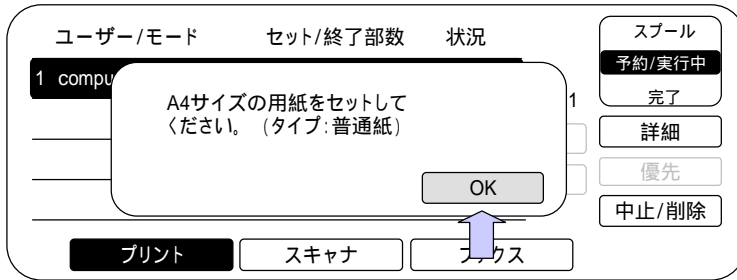 ユーザー/モード セット/終了部数 状況
スプール
予約/実行中
完了
1 compu
1
A4サイズの用紙をセットして
ください。（タイプ:普通紙）
OK
詳細
優先
中止/削除
プリント スキャナ ファクス